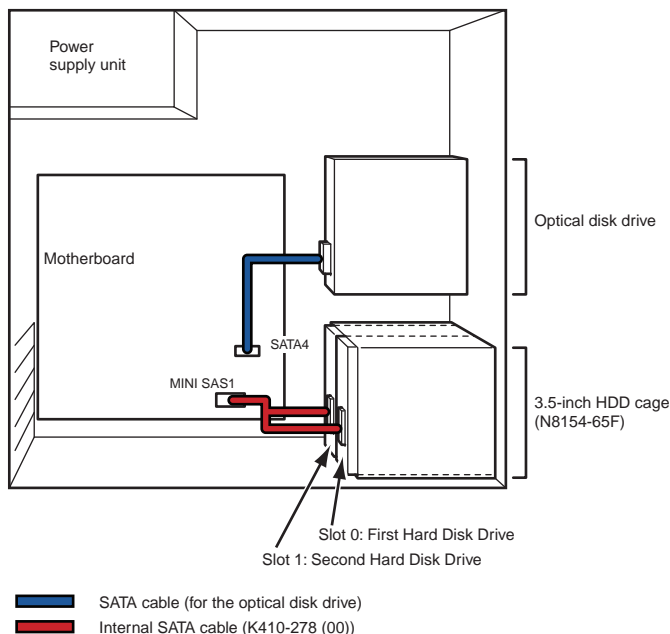 Power
supply unit
Optical disk drive
Motherboard
SATA4
MINI SAS1
3.5-inch HDD cage
(N8154-65F)
Slot 0: First Hard Disk Drive
Slot 1: Second Hard Disk Drive
SATA cable (for the optical disk drive)
Internal SATA cable (K410-278 (00))